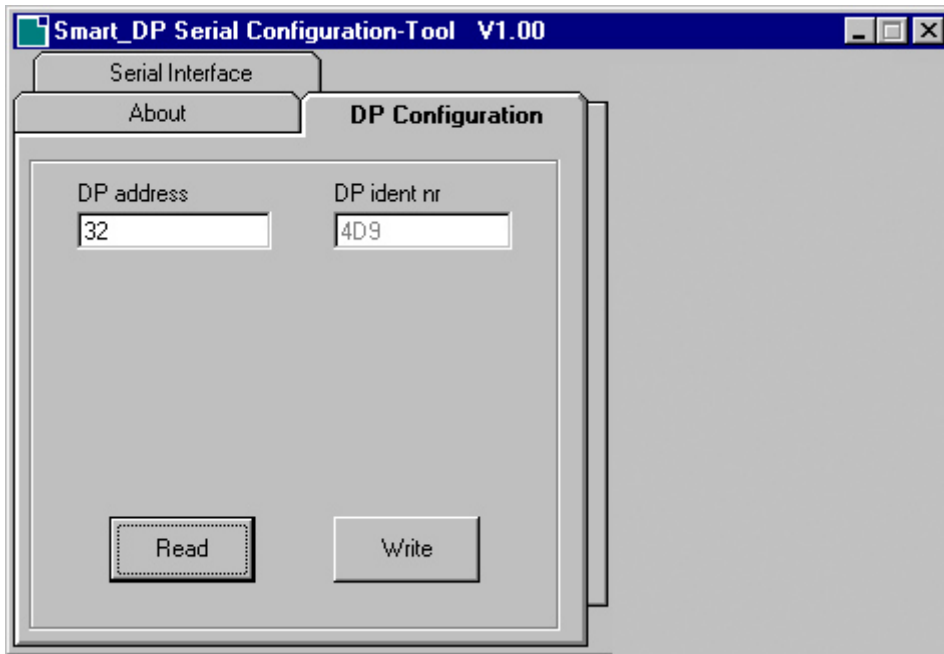 Smart_DP Serial Configuration-Tool V1.00
Serial Interface
About DP Configuration
DP address DP ident nr
32 4D9
Read Write